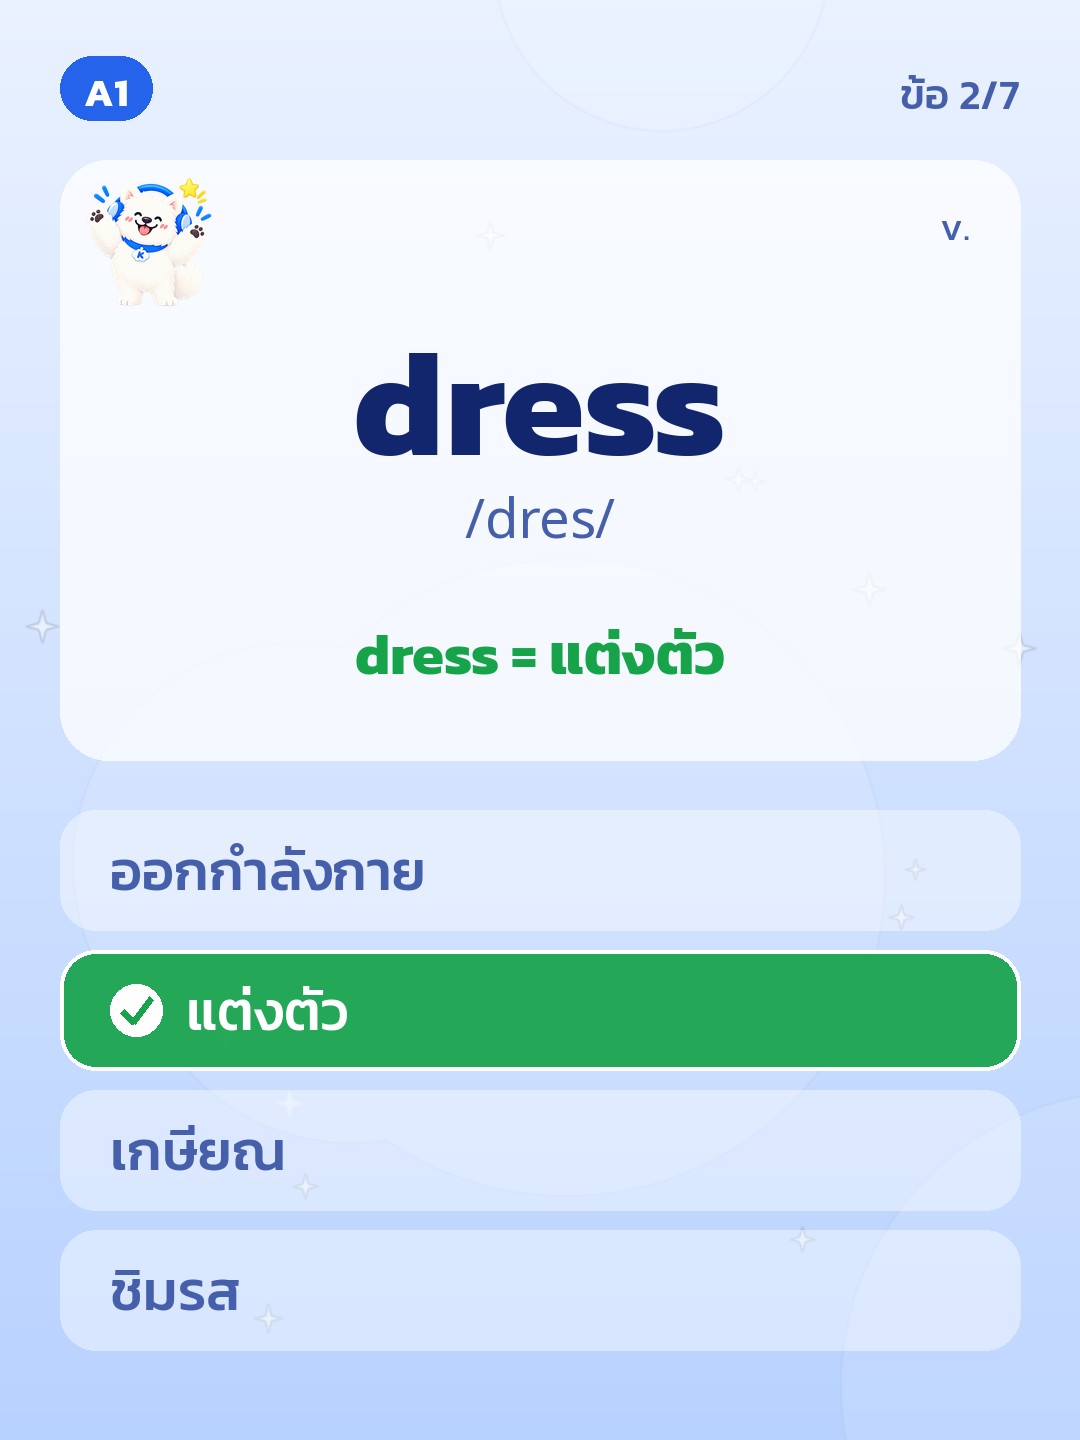 A1
ข้อ 2/7
v.
dress
/dres/
dress = แต่งตัว
ออกกำลังกาย
แต่งตัว
เกษียณ
ชิมรส